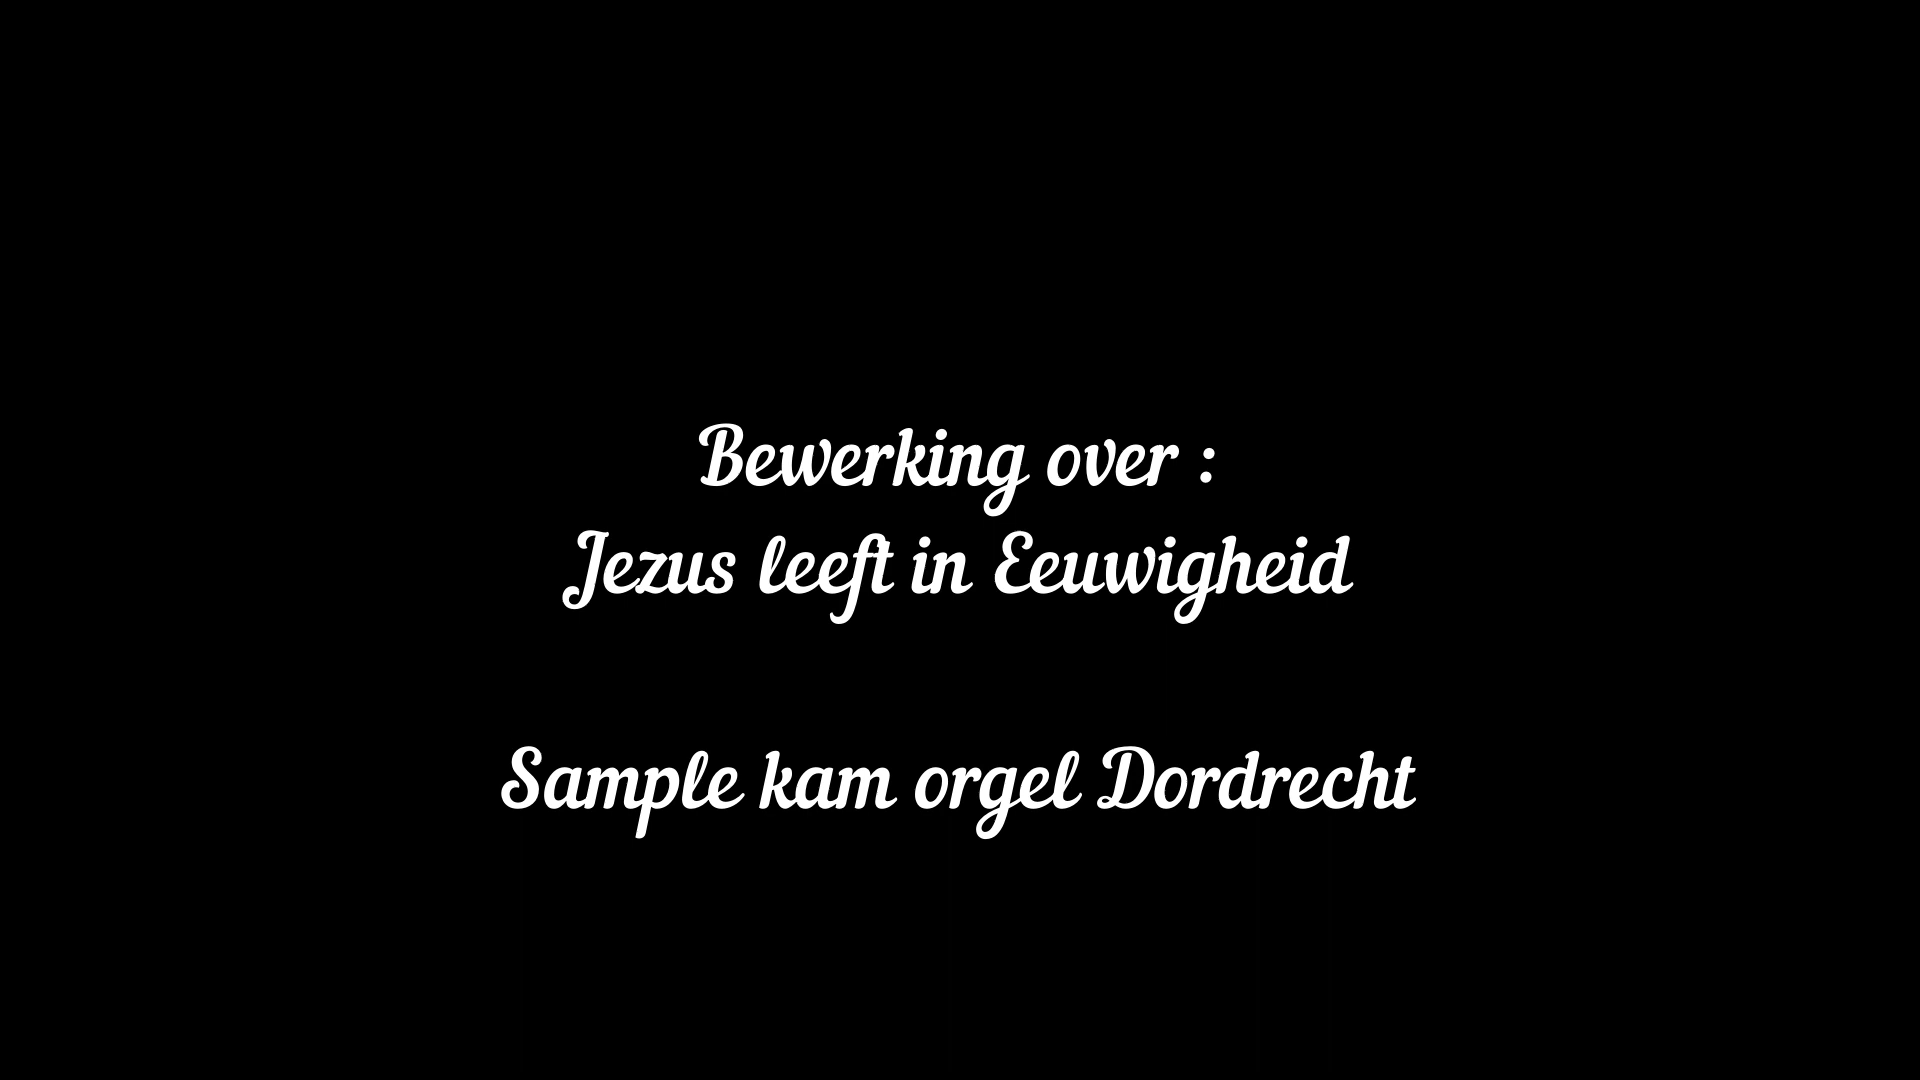 Bewerking over :
Jezus leeft in Eeuwigheid
Sample kam orgel Dordrecht